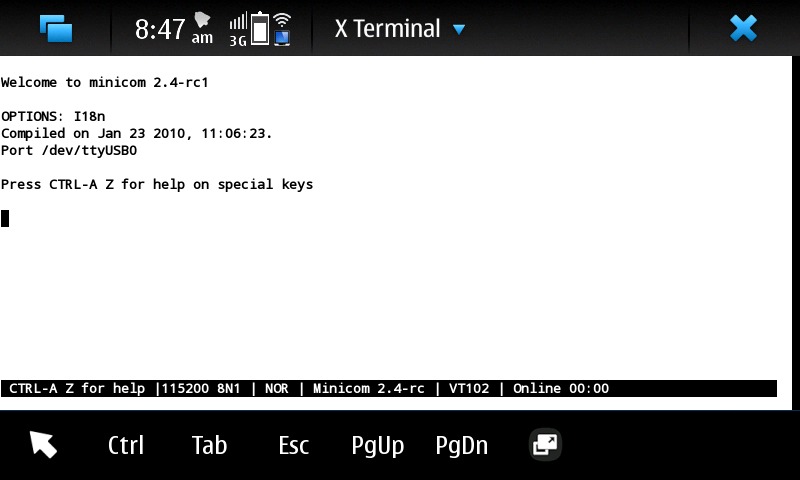 8:47 am 3G X Terminal
Welcome to minicom 2.4-rc1
OPTIONS: I18n
Compiled on Jan 23 2010, 11:06:23.
Port /dev/ttyUSB0
Press CTRL-A Z for help on special keys
CTRL-A Z for help |115200 8N1 | NOR | Minicom 2.4-rc | VT102 | Online 00:00
Ctrl Tab Esc PgUp PgDn